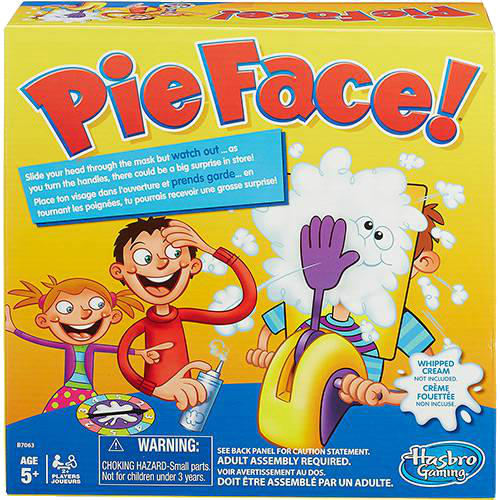 Pie Face!
Pie Face!
Slide your head through the mask but watch out ... as
you turn the handles, there could be a big surprise in store!
Place ton visage dans l'ouverture et prends garde... en
tournant les poignées, tu pourrais recevoir une grosse surprise!
WHIPPED
CREAM
NOT INCLUDED.
CRÈME
FOUETTÉE
NON INCLUSE.
B7063
AGE
5+
2+
PLAYERS
JOUEURS
WARNING:
CHOKING HAZARD-Small parts.
Not for children under 3 years.
SEE BACK PANEL FOR CAUTION STATEMENT.
ADULT ASSEMBLY REQUIRED.
VOIR AVERTISSEMENT AU DOS.
DOIT ÊTRE ASSEMBLÉ PAR UN ADULTE.
Hasbro
Gaming